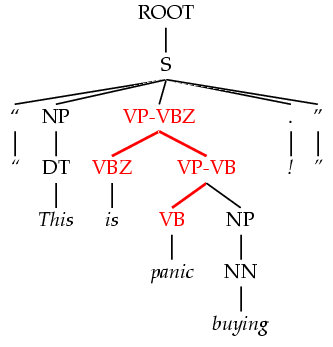 ROOT
S
“ NP VP-VBZ . ”
“ DT VBZ VP-VB ! ”
This is VB NP
panic NN
buying